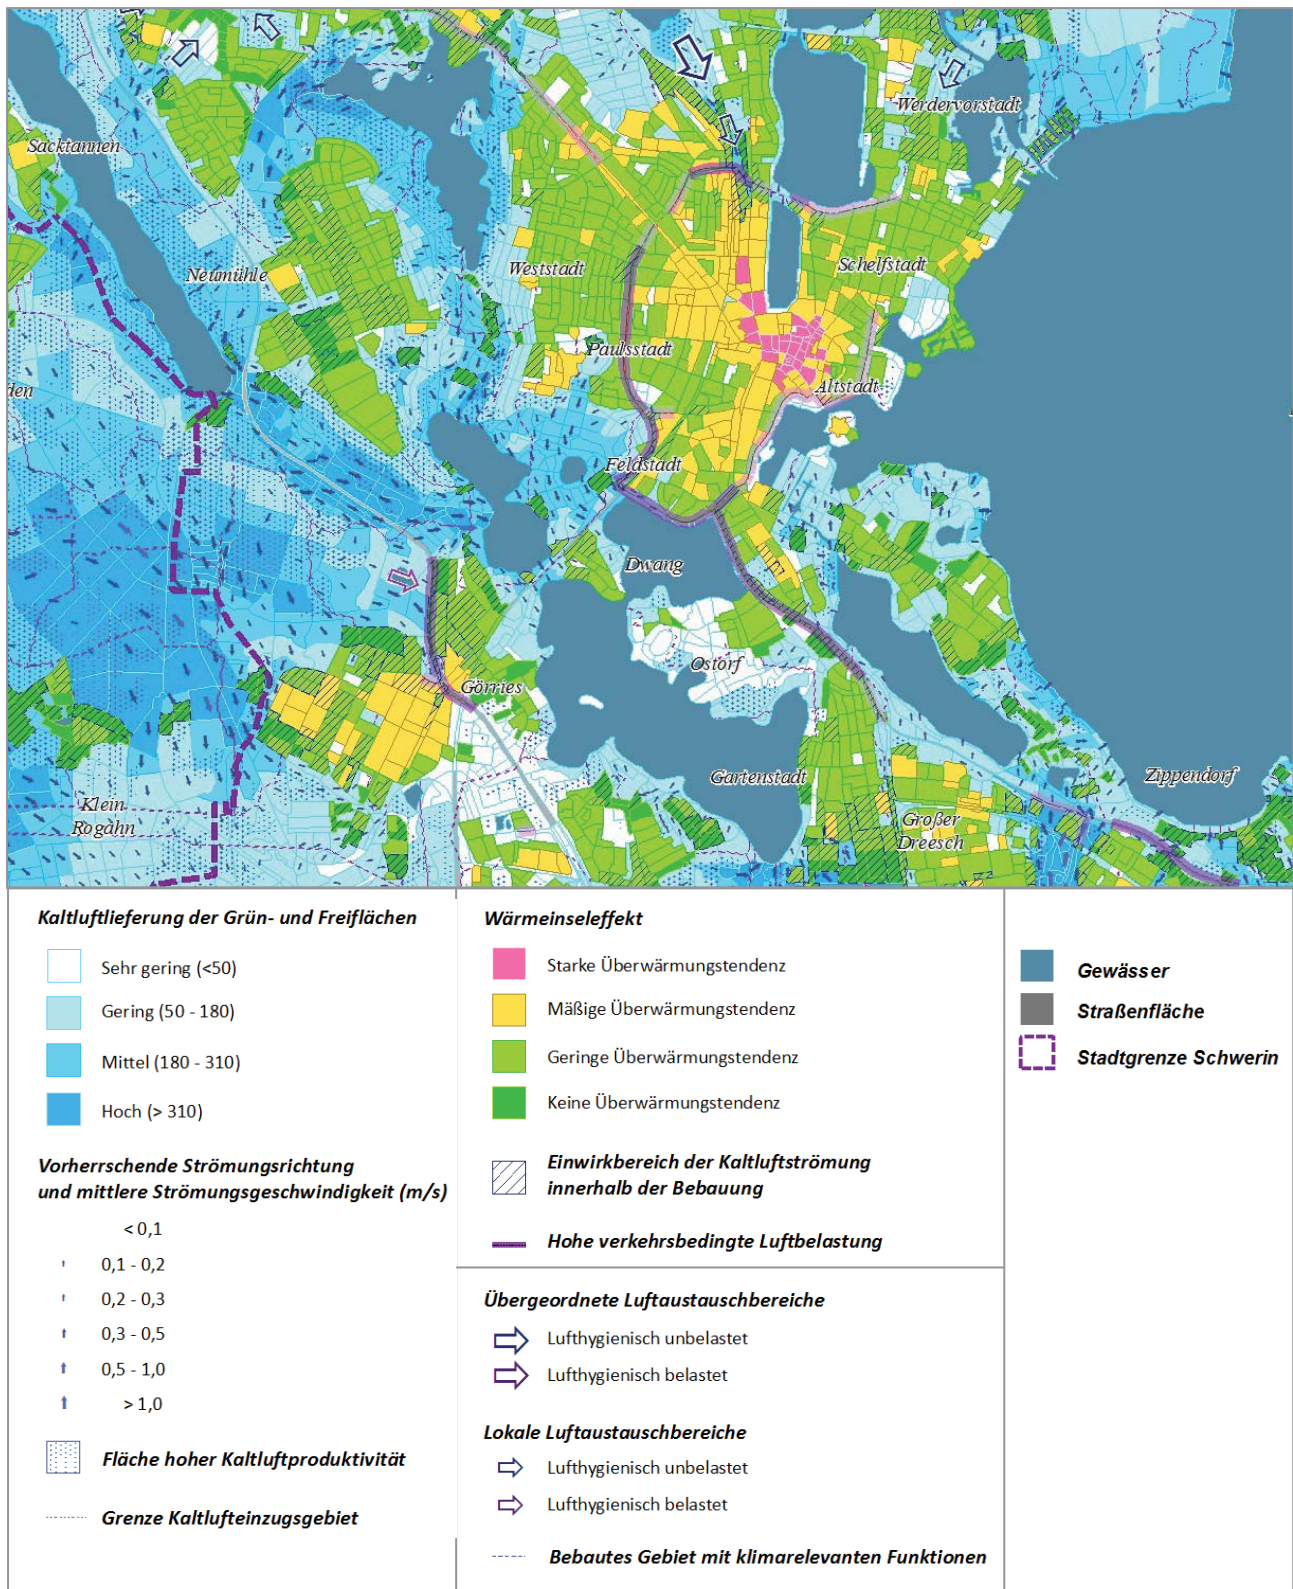 Werdervorstadt
Sacktannen
Neumühle
Weststadt
Schelfstadt
Paulsstadt
Altstadt
den
Feldstadt
Dwang
Ostorf
Görries
Gartenstadt
Zippendorf
Klein
Rogahn
Großer
Dreesch
Kaltluftlieferung der Grün- und Freiflächen
Sehr gering (<50)
Gering (50 - 180)
Mittel (180 - 310)
Hoch (> 310)
Vorherrschende Strömungsrichtung
und mittlere Strömungsgeschwindigkeit (m/s)
< 0,1
0,1 - 0,2
0,2 - 0,3
0,3 - 0,5
0,5 - 1,0
> 1,0
Fläche hoher Kaltluftproduktivität
Grenze Kaltlufteinzugsgebiet
Wärmeinseleffekt
Starke Überwärmungstendenz
Mäßige Überwärmungstendenz
Geringe Überwärmungstendenz
Keine Überwärmungstendenz
Einwirkbereich der Kaltluftströmung
innerhalb der Bebauung
Hohe verkehrsbedingte Luftbelastung
Übergeordnete Luftaustauschbereiche
Lufthygienisch unbelastet
Lufthygienisch belastet
Lokale Luftaustauschbereiche
Lufthygienisch unbelastet
Lufthygienisch belastet
Bebautes Gebiet mit klimarelevanten Funktionen
Gewässer
Straßenfläche
Stadtgrenze Schwerin